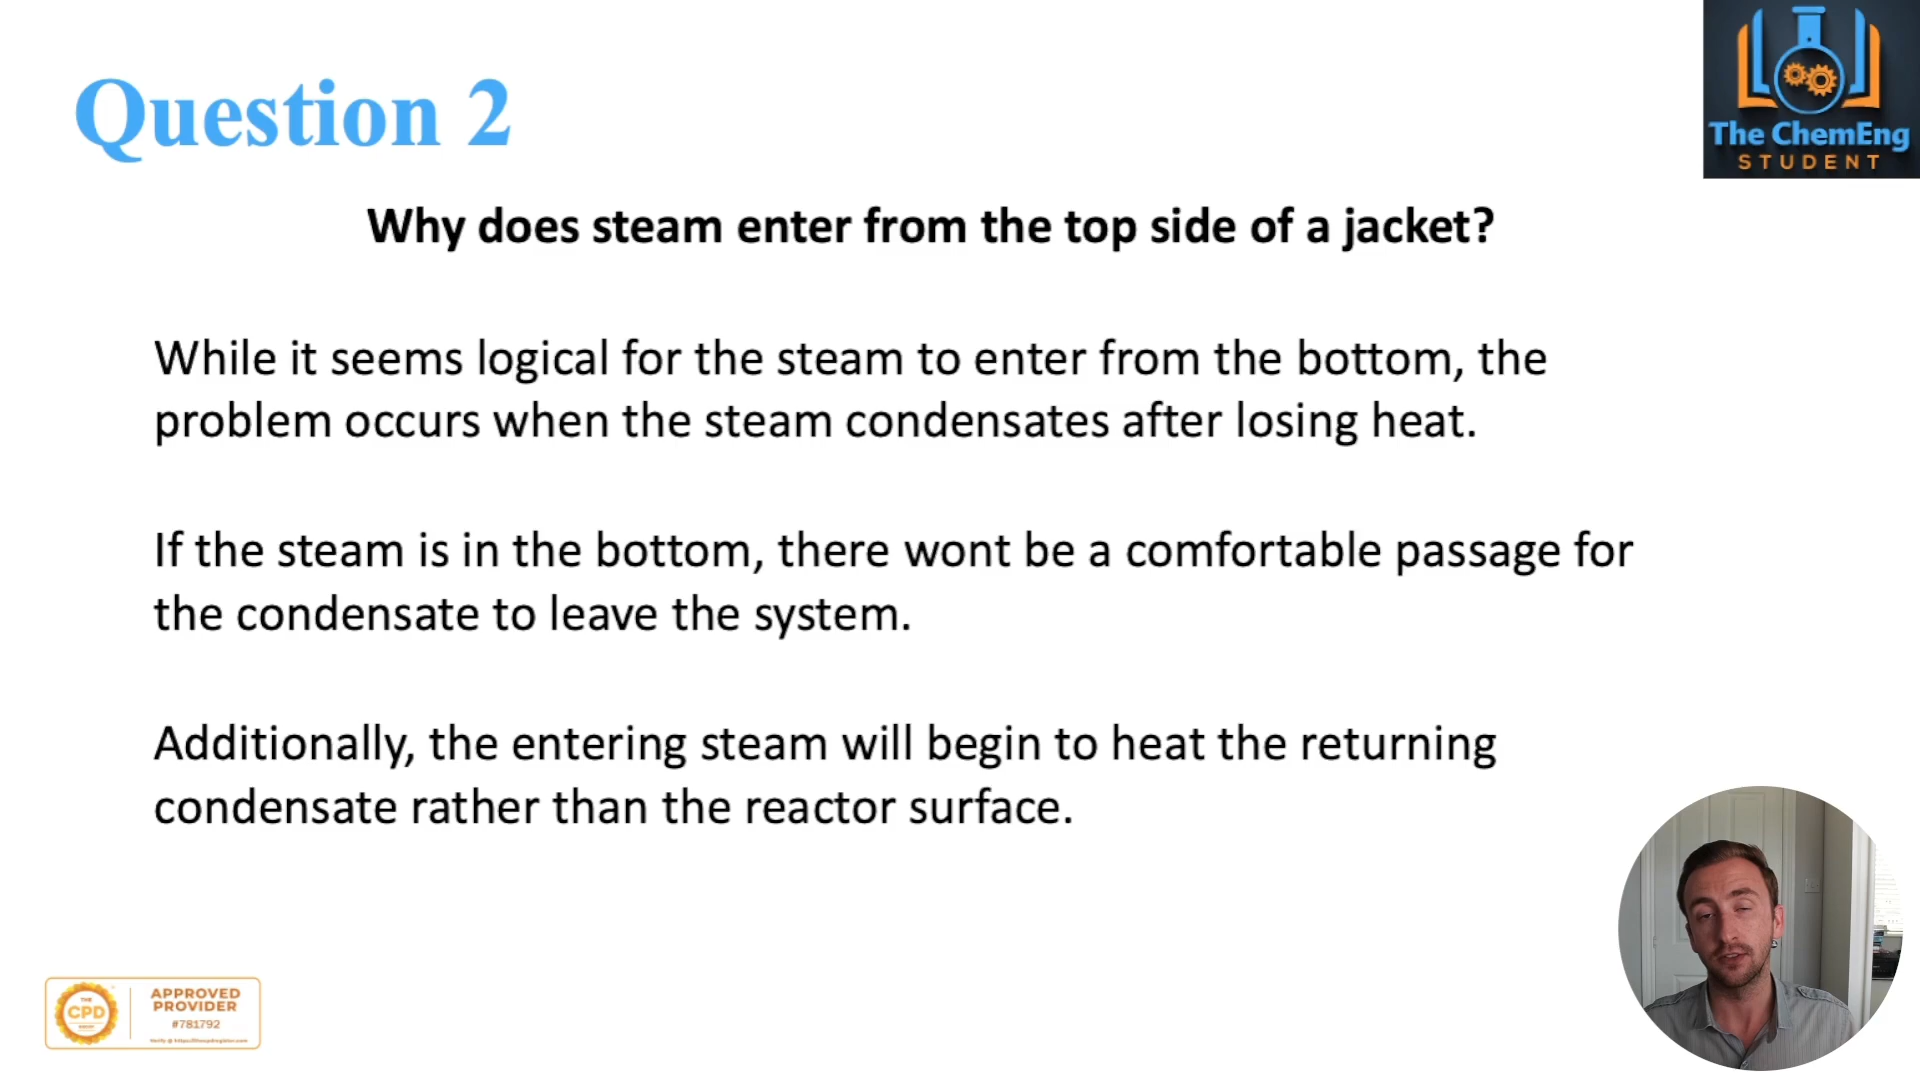 Question 2
The ChemEng
STUDENT
Why does steam enter from the top side of a jacket?
While it seems logical for the steam to enter from the bottom, the
problem occurs when the steam condensates after losing heat.
If the steam is in the bottom, there wont be a comfortable passage for
the condensate to leave the system.
Additionally, the entering steam will begin to heat the returning
condensate rather than the reactor surface.
THE
CPD
APPROVED
PROVIDER
#781792